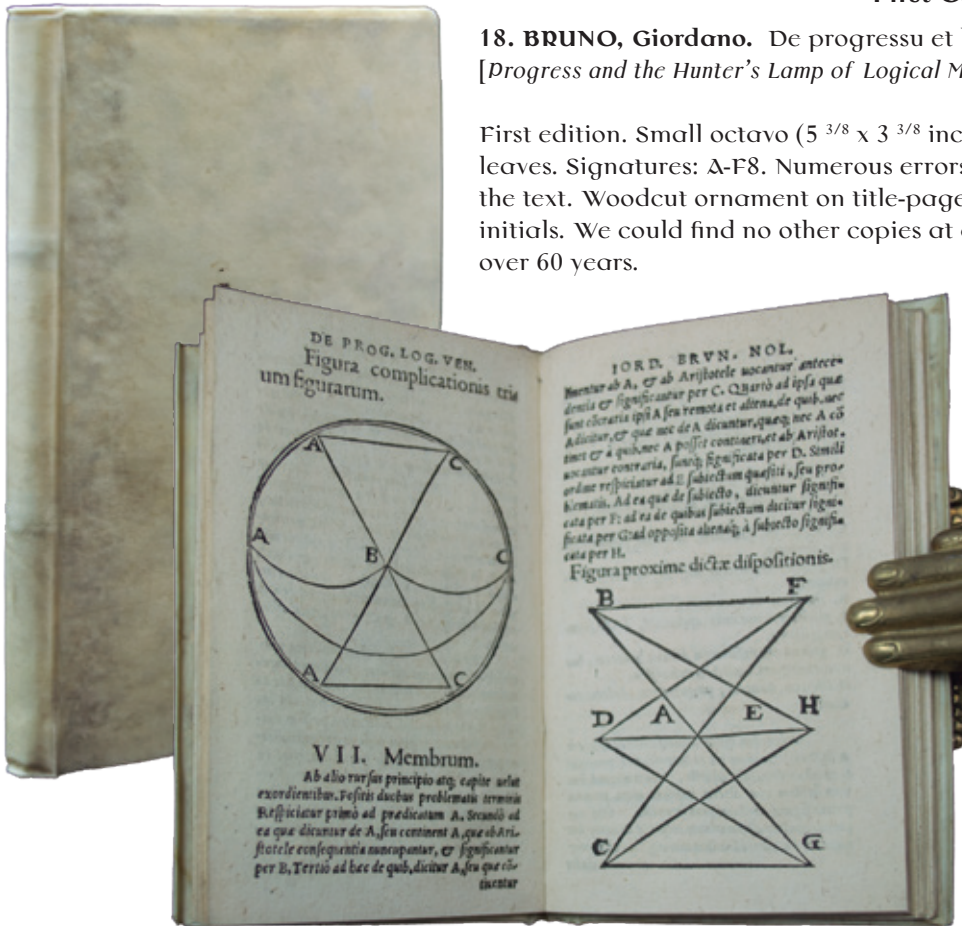 18. BRUNO, Giordano. De progressu et
[Progress and the Hunter's Lamp of Logical
First edition. Small octavo (5 3/8 x 3 3/8
leaves. Signatures: A-F8. Numerous errors
the text. Woodcut ornament on title-page
initials. We could find no other copies at
over 60 years.
DE PROG. LOG. VEN.
Figura complicationis tri
um figurarum.
A
C
A
B
C
A
C
VII. Membrum.
Ab alio rursus principio atq; capite uelut
exordientibus. Positis duobus problematis terminis
Respiciatur primò ad prædicatum A, Secundò ad
ea quæ dicuntur de A, seu continent A, quæ ab Ari-
stotele consequentia nuncupantur, & significantur
per B, Tertiò ad hæc de quib. dicitur A, seu quæ cõ-
tinentur
IORD. BRVN. NOL.
tinentur ab A, & ab Aristotele uocantur antece-
dentia & significantur per C. Quartò ad ipsa quæ
sunt cõtraria ipsi A seu remota et aliena, de quib. nec
A dicitur, & quæ nec de A dicuntur, quæq; nec A cõ
tinet & à quib. nec A posset contineri, et ab Aristot.
uocantur contraria, suntq; significata per D. Simili
ordine respiciatur ad E subiectum quæsiti, seu pro-
blematis. Ad ea quæ de subiecto, dicuntur signifi-
cata per F: ad ea de quibus subiectum dicitur signi-
ficata per G: ad opposita alienaq; à subiecto signifi-
cata per H.
Figura proxime dictæ dispositionis.
B
F
D
A
E
H
C
G